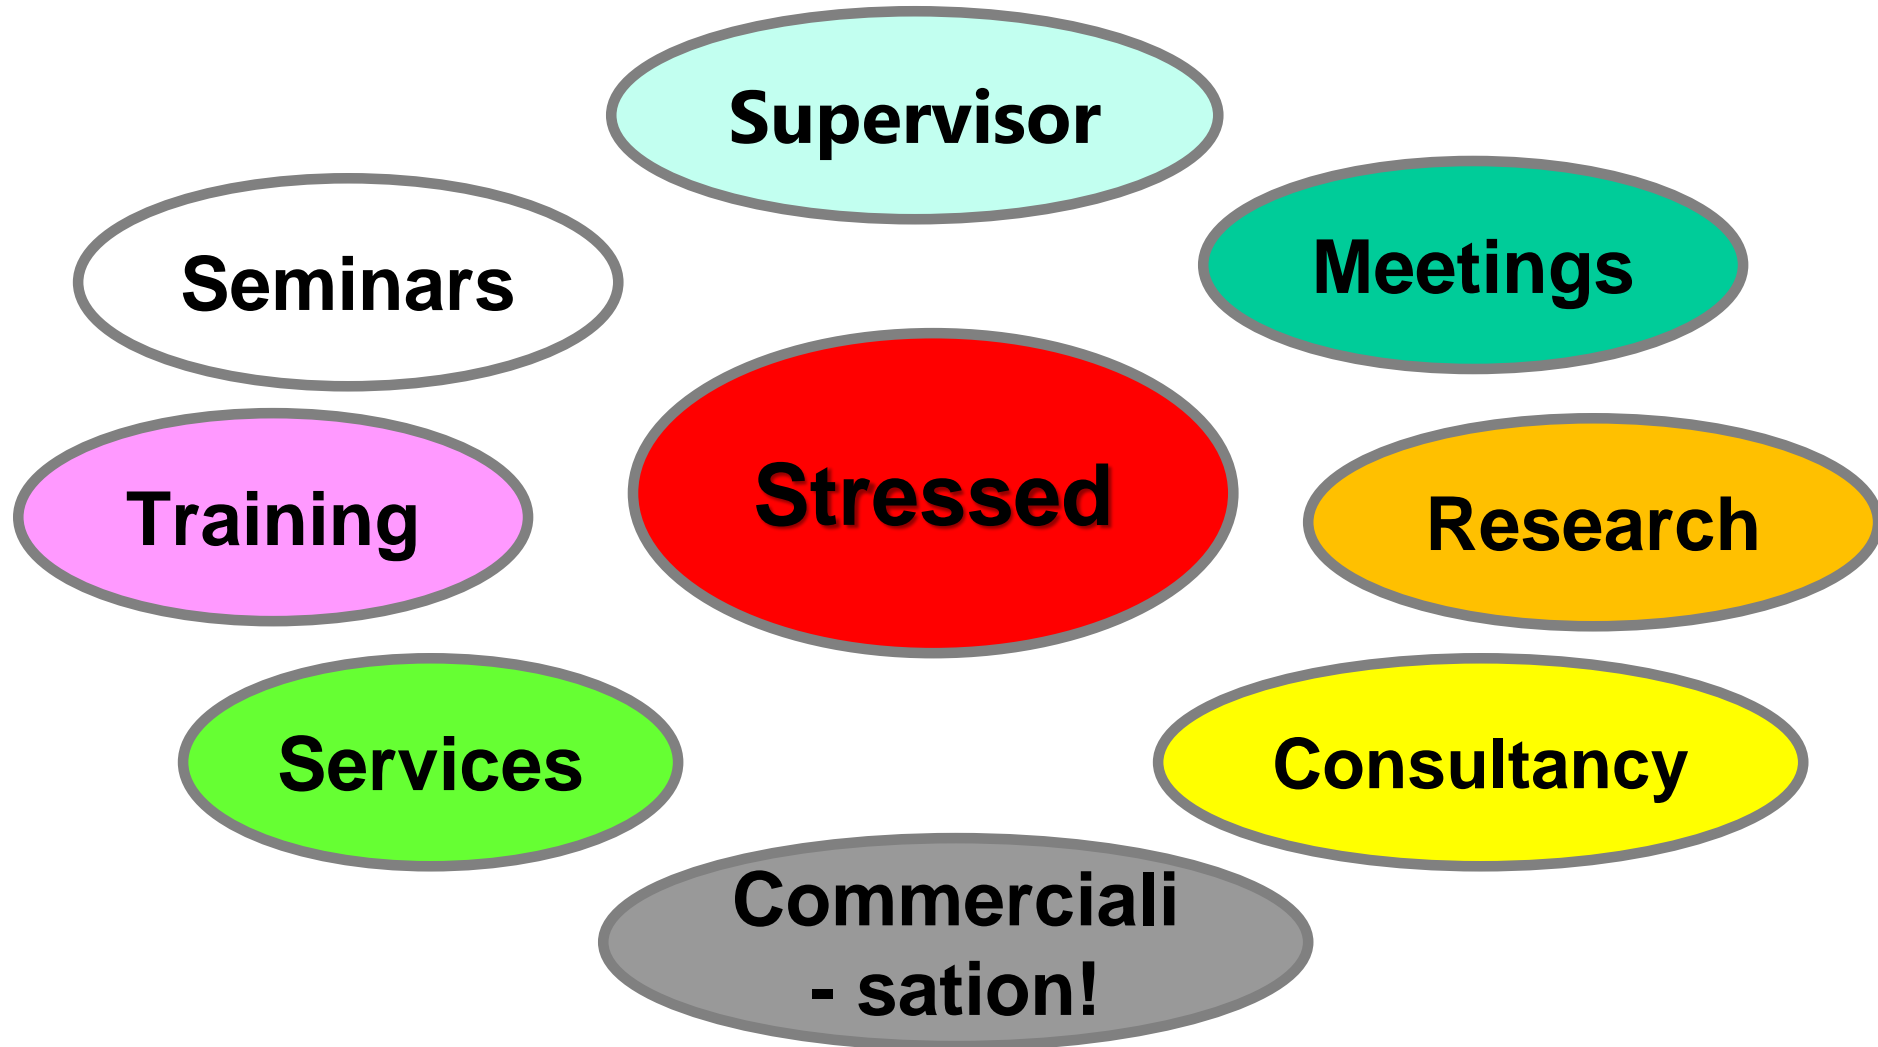 Supervisor
Seminars
Meetings
Stressed
Training
Research
Services
Consultancy
Commerciali
- sation!